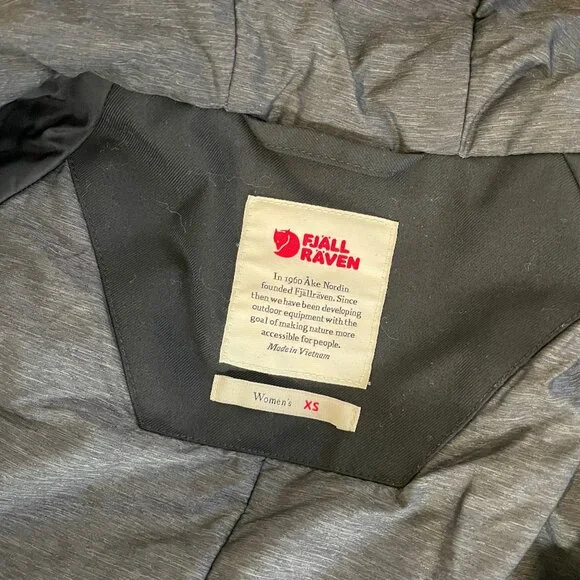 FJÄLL
RÄVEN
In 1960 Åke Nordin
founded Fjällräven. Since
then we have been developing
outdoor equipment with the
goal of making nature more
accessible for people.
Made in Vietnam
Women's XS